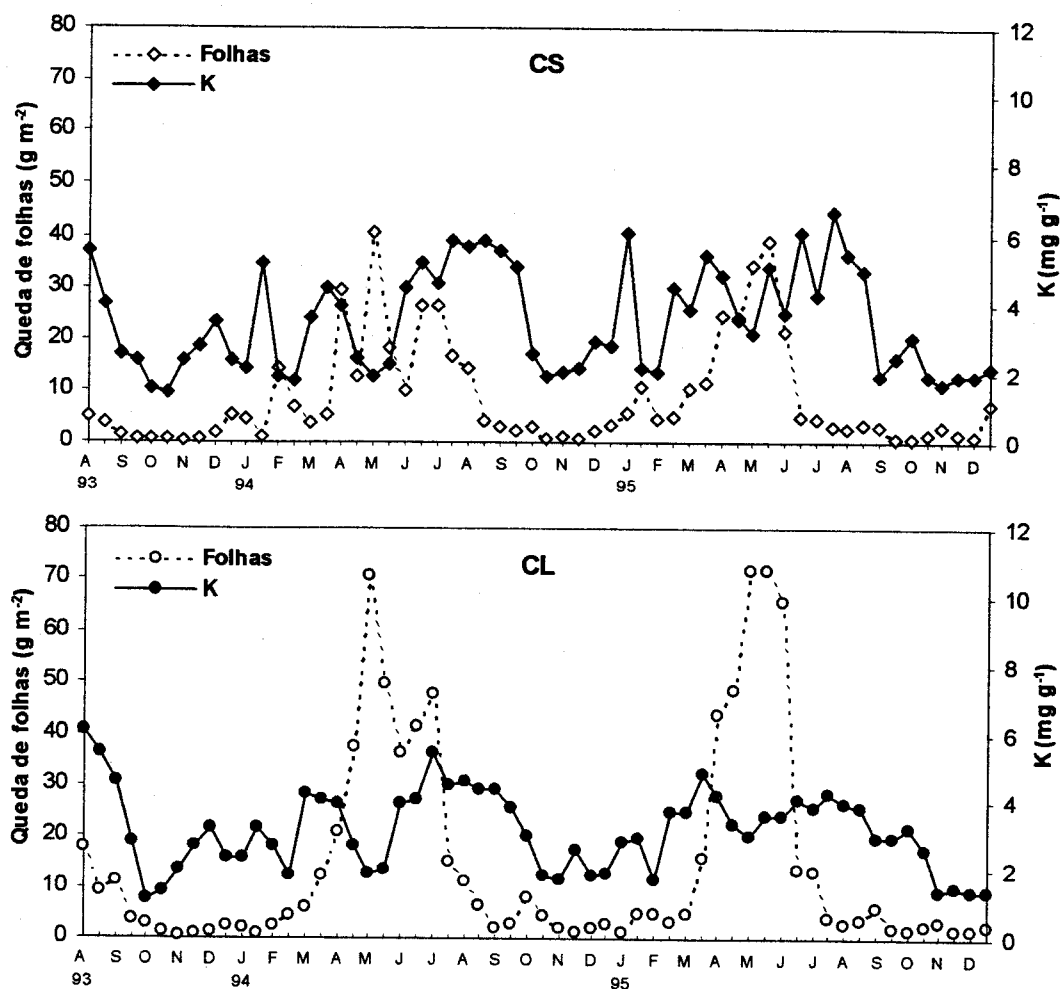 80
70
60
50
40
30
20
10
0
Queda de folhas (g m⁻²)
Folhas
K
CS
12
10
8
6
4
2
0
K (mg g⁻¹)
A S O N D J F M A M J J A S O N D J F M A M J J A S O N D
93 94 95
80
70
60
50
40
30
20
10
0
Queda de folhas (g m⁻²)
Folhas
K
CL
12
10
8
6
4
2
0
K (mg g⁻¹)
A S O N D J F M A M J J A S O N D J F M A M J J A S O N D
93 94 95